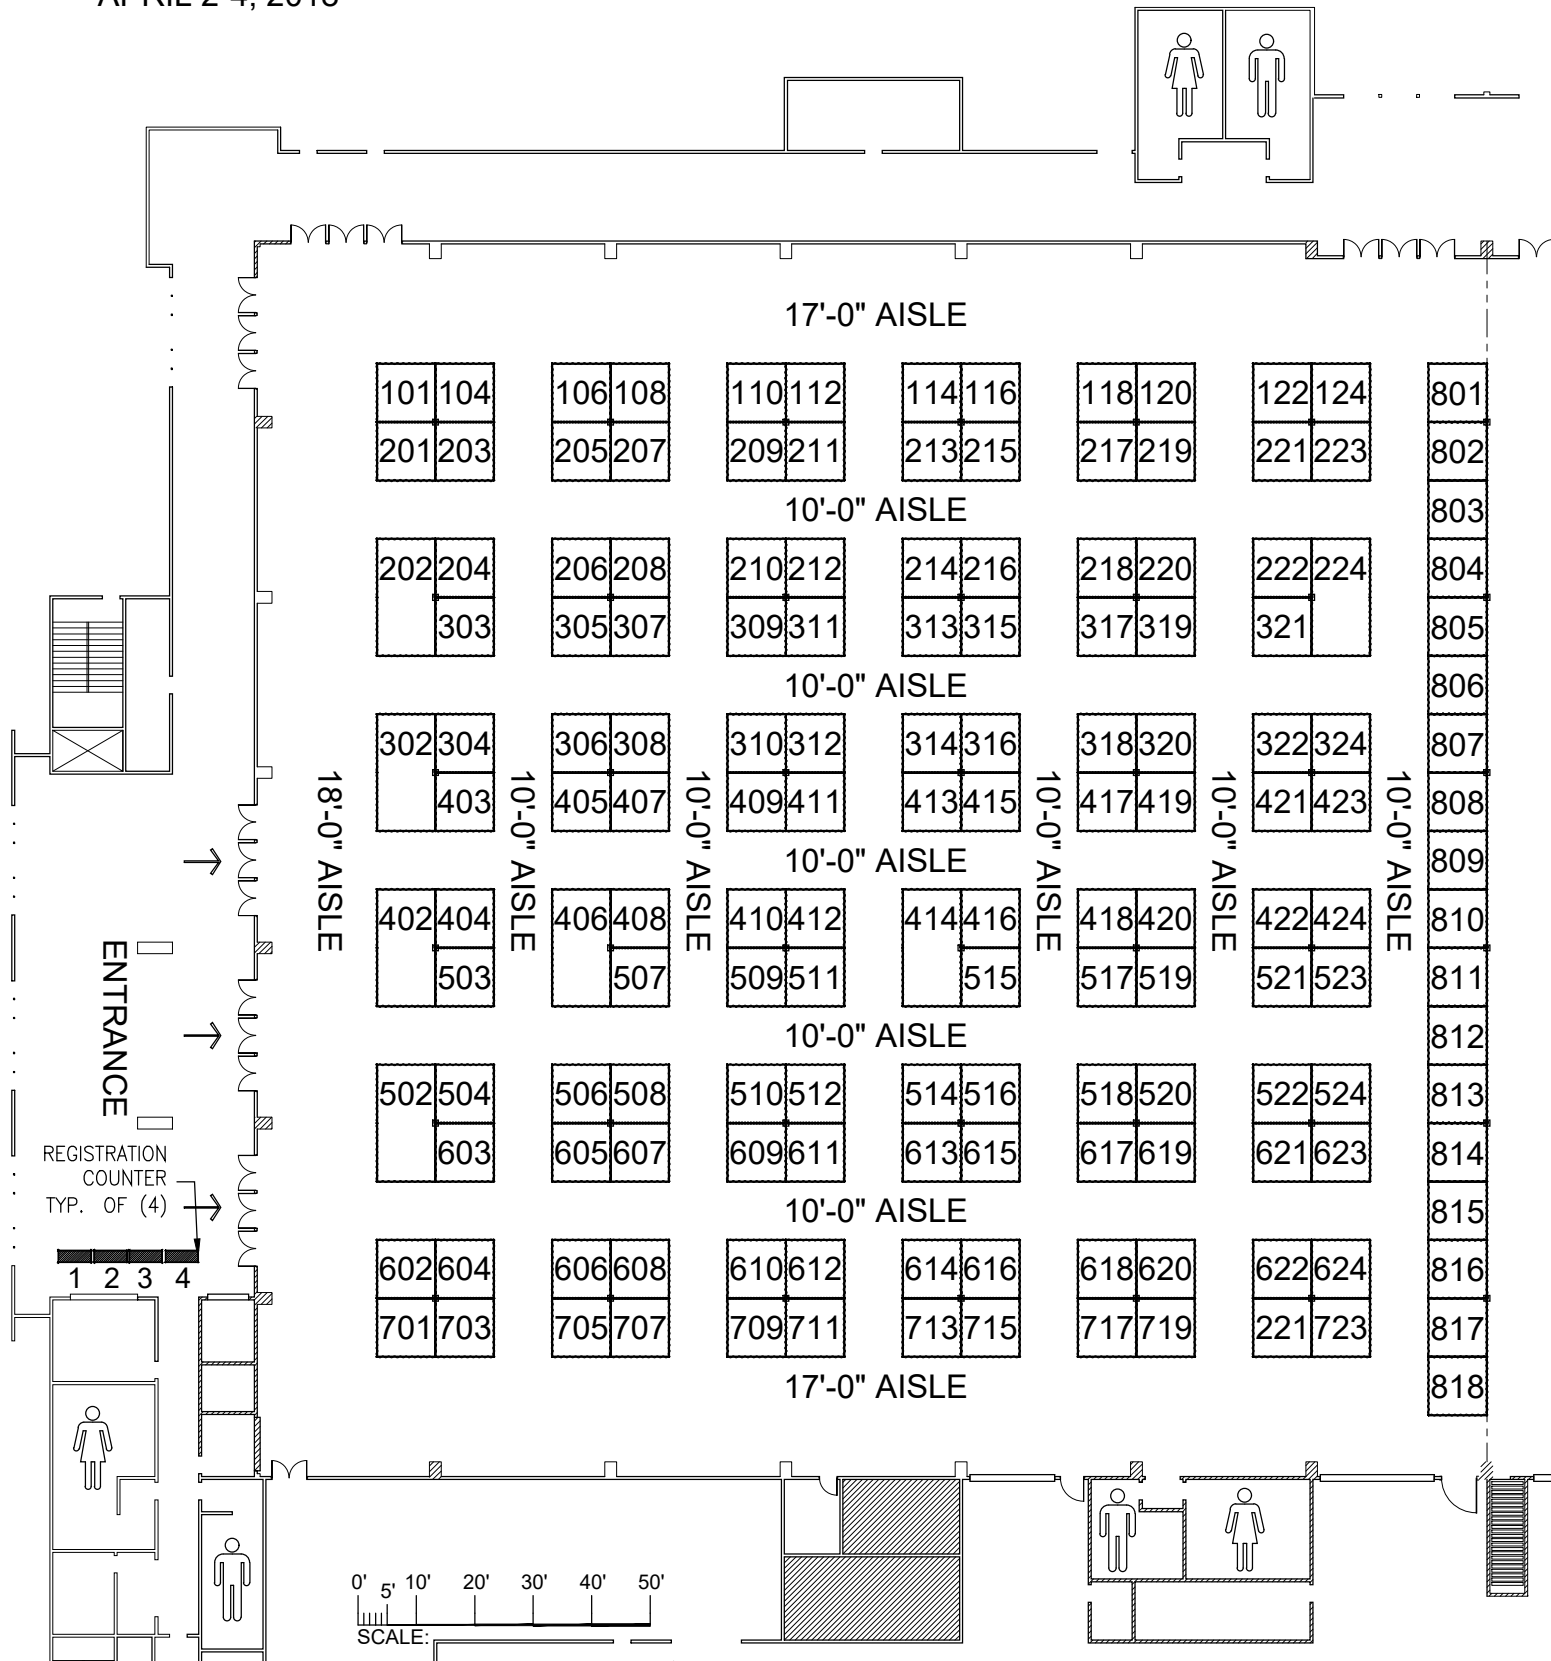 APRIL 2-4, 2018
17'-0" AISLE
101 104 106 108 110 112 114 116 118 120 122 124 801
201 203 205 207 209 211 213 215 217 219 221 223 802
10'-0" AISLE 803
202 204 206 208 210 212 214 216 218 220 222 224 804
303 305 307 309 311 313 315 317 319 321 805
10'-0" AISLE 806
302 304 306 308 310 312 314 316 318 320 322 324 807
403 405 407 409 411 413 415 417 419 421 423 808
18'-0" AISLE
10'-0" AISLE
10'-0" AISLE
10'-0" AISLE
10'-0" AISLE
10'-0" AISLE
10'-0" AISLE 809
402 404 406 408 410 412 414 416 418 420 422 424 810
503 507 509 511 515 517 519 521 523 811
ENTRANCE
10'-0" AISLE 812
502 504 506 508 510 512 514 516 518 520 522 524 813
603 605 607 609 611 613 615 617 619 621 623 814
REGISTRATION
COUNTER
TYP. OF (4)
10'-0" AISLE 815
1 2 3 4
602 604 606 608 610 612 614 616 618 620 622 624 816
701 703 705 707 709 711 713 715 717 719 221 723 817
17'-0" AISLE 818
0' 5' 10' 20' 30' 40' 50'
SCALE: